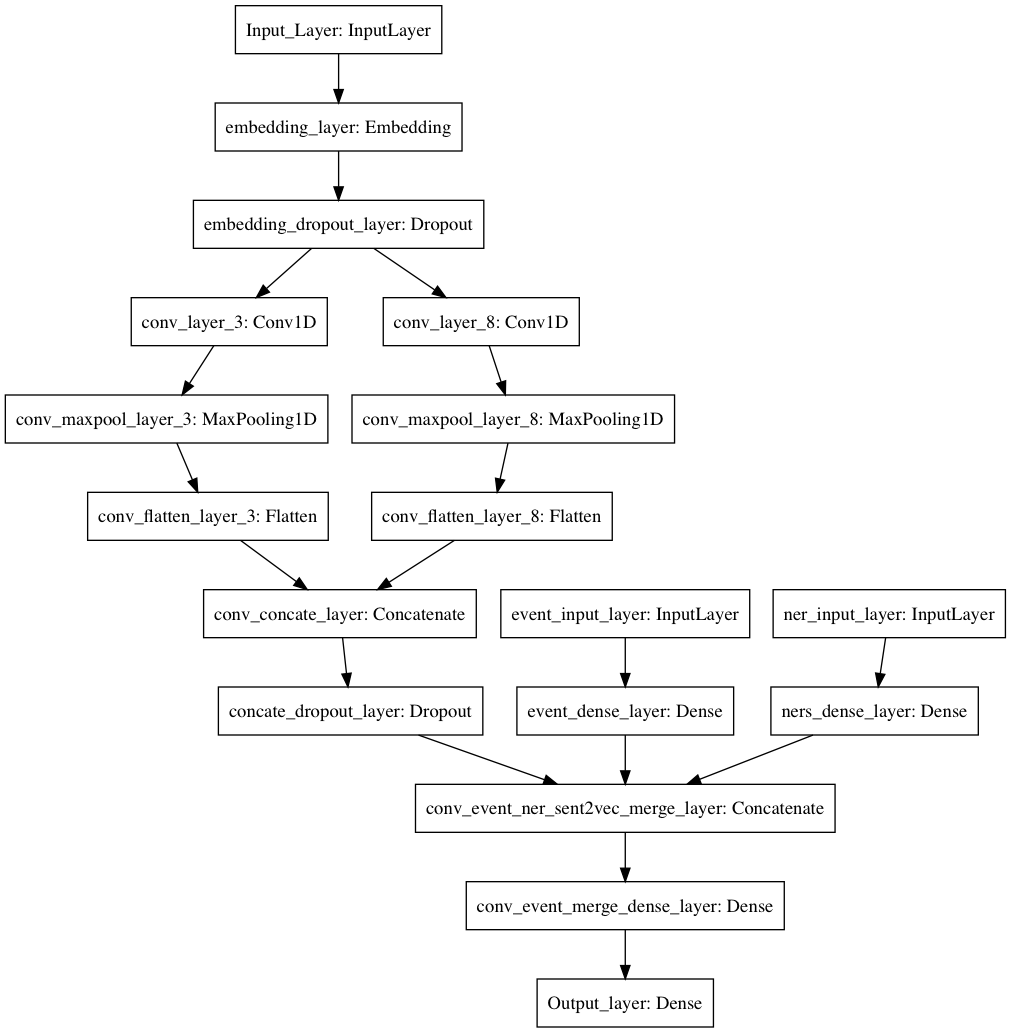 Input_Layer: InputLayer
embedding_layer: Embedding
embedding_dropout_layer: Dropout
conv_layer_3: Conv1D
conv_layer_8: Conv1D
conv_maxpool_layer_3: MaxPooling1D
conv_maxpool_layer_8: MaxPooling1D
conv_flatten_layer_3: Flatten
conv_flatten_layer_8: Flatten
conv_concate_layer: Concatenate
event_input_layer: InputLayer
ner_input_layer: InputLayer
concate_dropout_layer: Dropout
event_dense_layer: Dense
ners_dense_layer: Dense
conv_event_ner_sent2vec_merge_layer: Concatenate
conv_event_merge_dense_layer: Dense
Output_layer: Dense